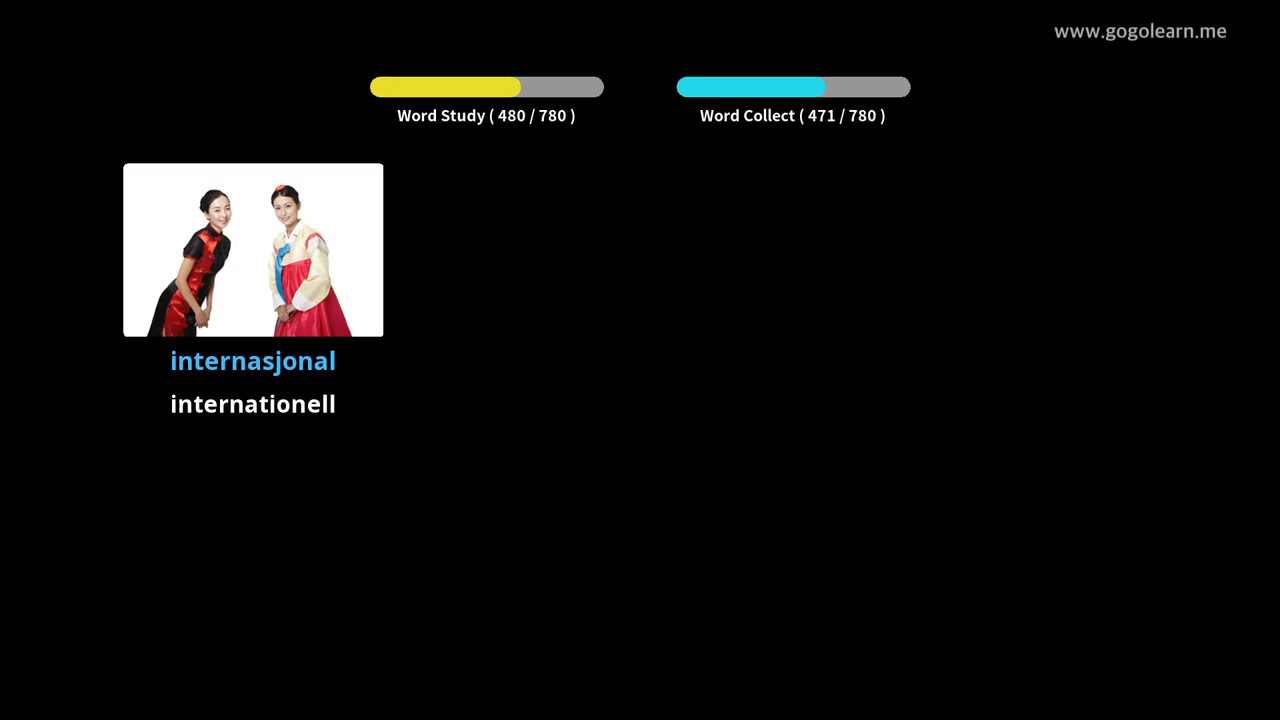 www.gogolearn.me
Word Study ( 480 / 780 )
Word Collect ( 471 / 780 )
internasjonal
internationell